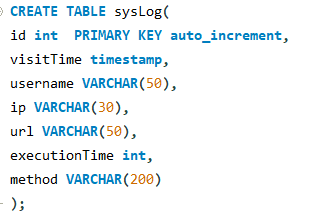 CREATE TABLE sysLog(
id int  PRIMARY KEY auto_increment,
visitTime timestamp,
username VARCHAR(50),
ip VARCHAR(30),
url VARCHAR(50),
executionTime int,
method VARCHAR(200)
);